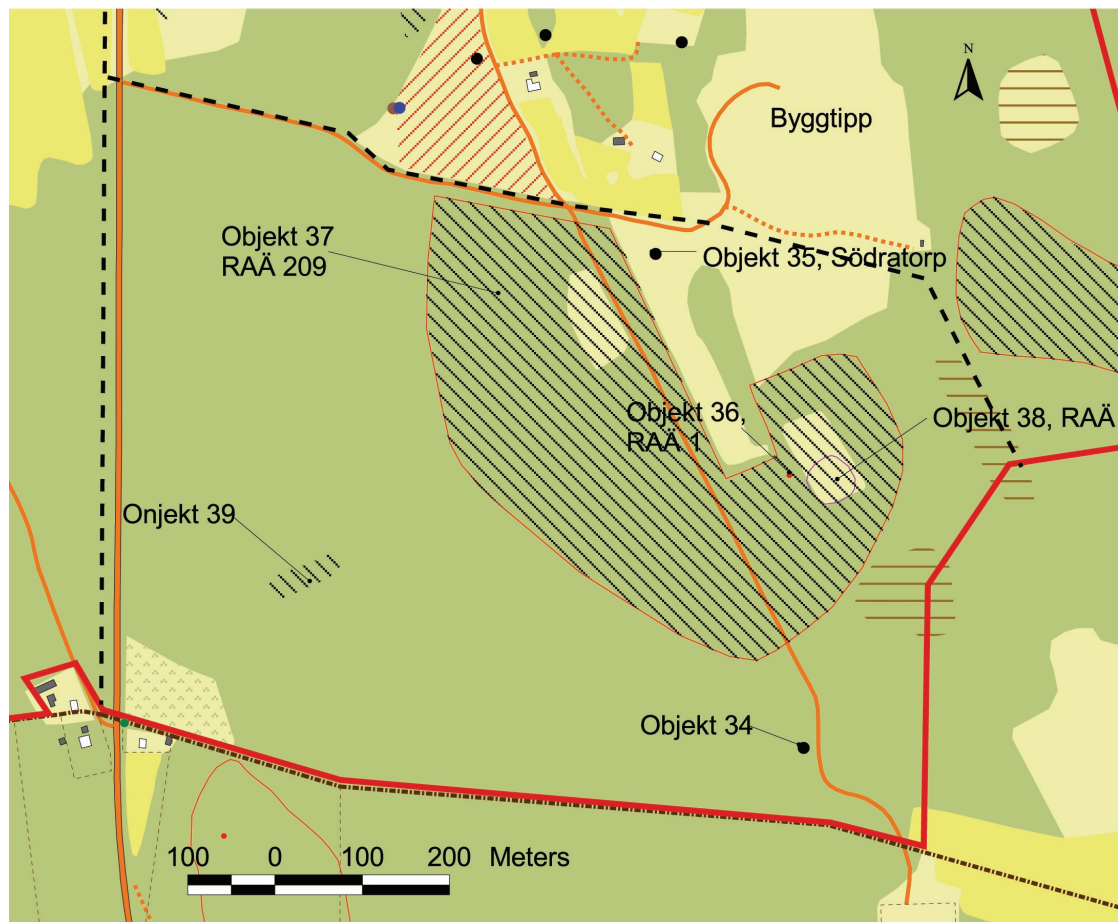 N
Byggtipp
Objekt 37
RAÄ 209
Objekt 35, Södratorp
Objekt 36,
RAÄ 1
Objekt 38, RAÄ
Onjekt 39
Objekt 34
100 0 100 200 Meters